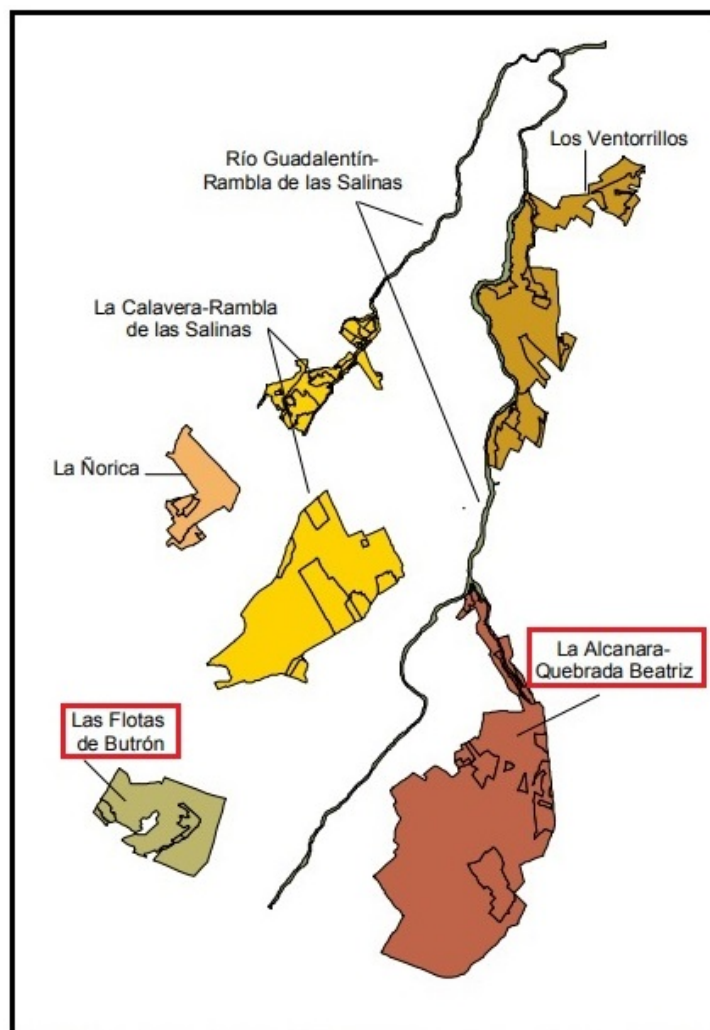 Los Ventorrillos
Río Guadalentín-
Rambla de las Salinas
La Calavera-Rambla
de las Salinas
La Ñorica
La Alcanara-
Quebrada Beatriz
Las Flotas
de Butrón